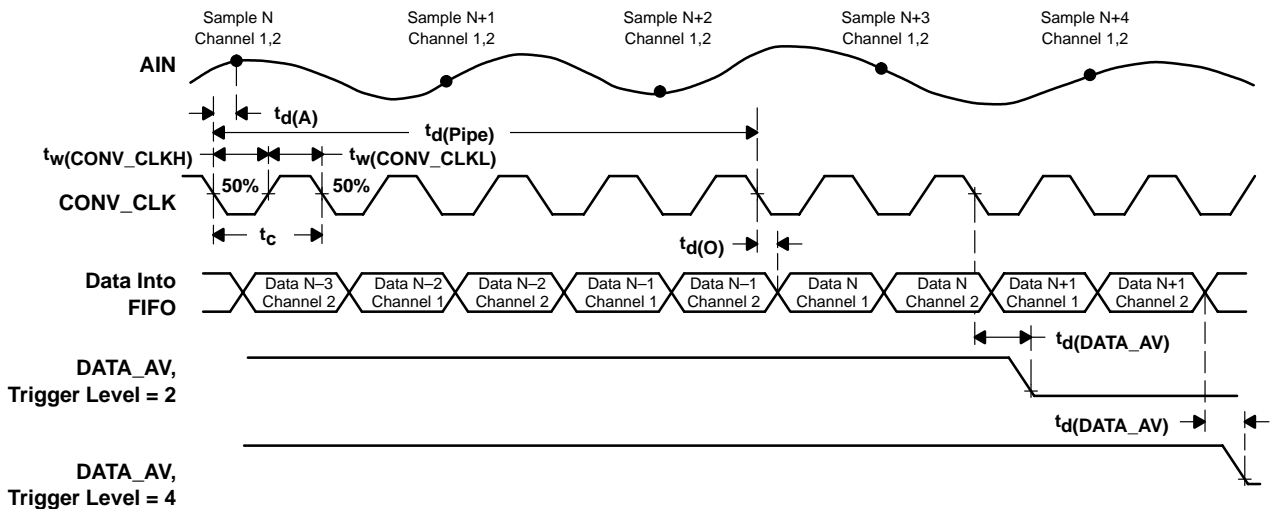 Sample N
Channel 1,2
Sample N+1
Channel 1,2
Sample N+2
Channel 1,2
Sample N+3
Channel 1,2
Sample N+4
Channel 1,2
AIN
td(A)
td(Pipe)
tw(CONV_CLKH)
tw(CONV_CLKL)
50%
50%
CONV_CLK
tc
td(O)
Data Into
FIFO
Data N–3
Channel 2
Data N–2
Channel 1
Data N–2
Channel 2
Data N–1
Channel 1
Data N–1
Channel 2
Data N
Channel 1
Data N
Channel 2
Data N+1
Channel 1
Data N+1
Channel 2
td(DATA_AV)
DATA_AV,
Trigger Level = 2
td(DATA_AV)
DATA_AV,
Trigger Level = 4